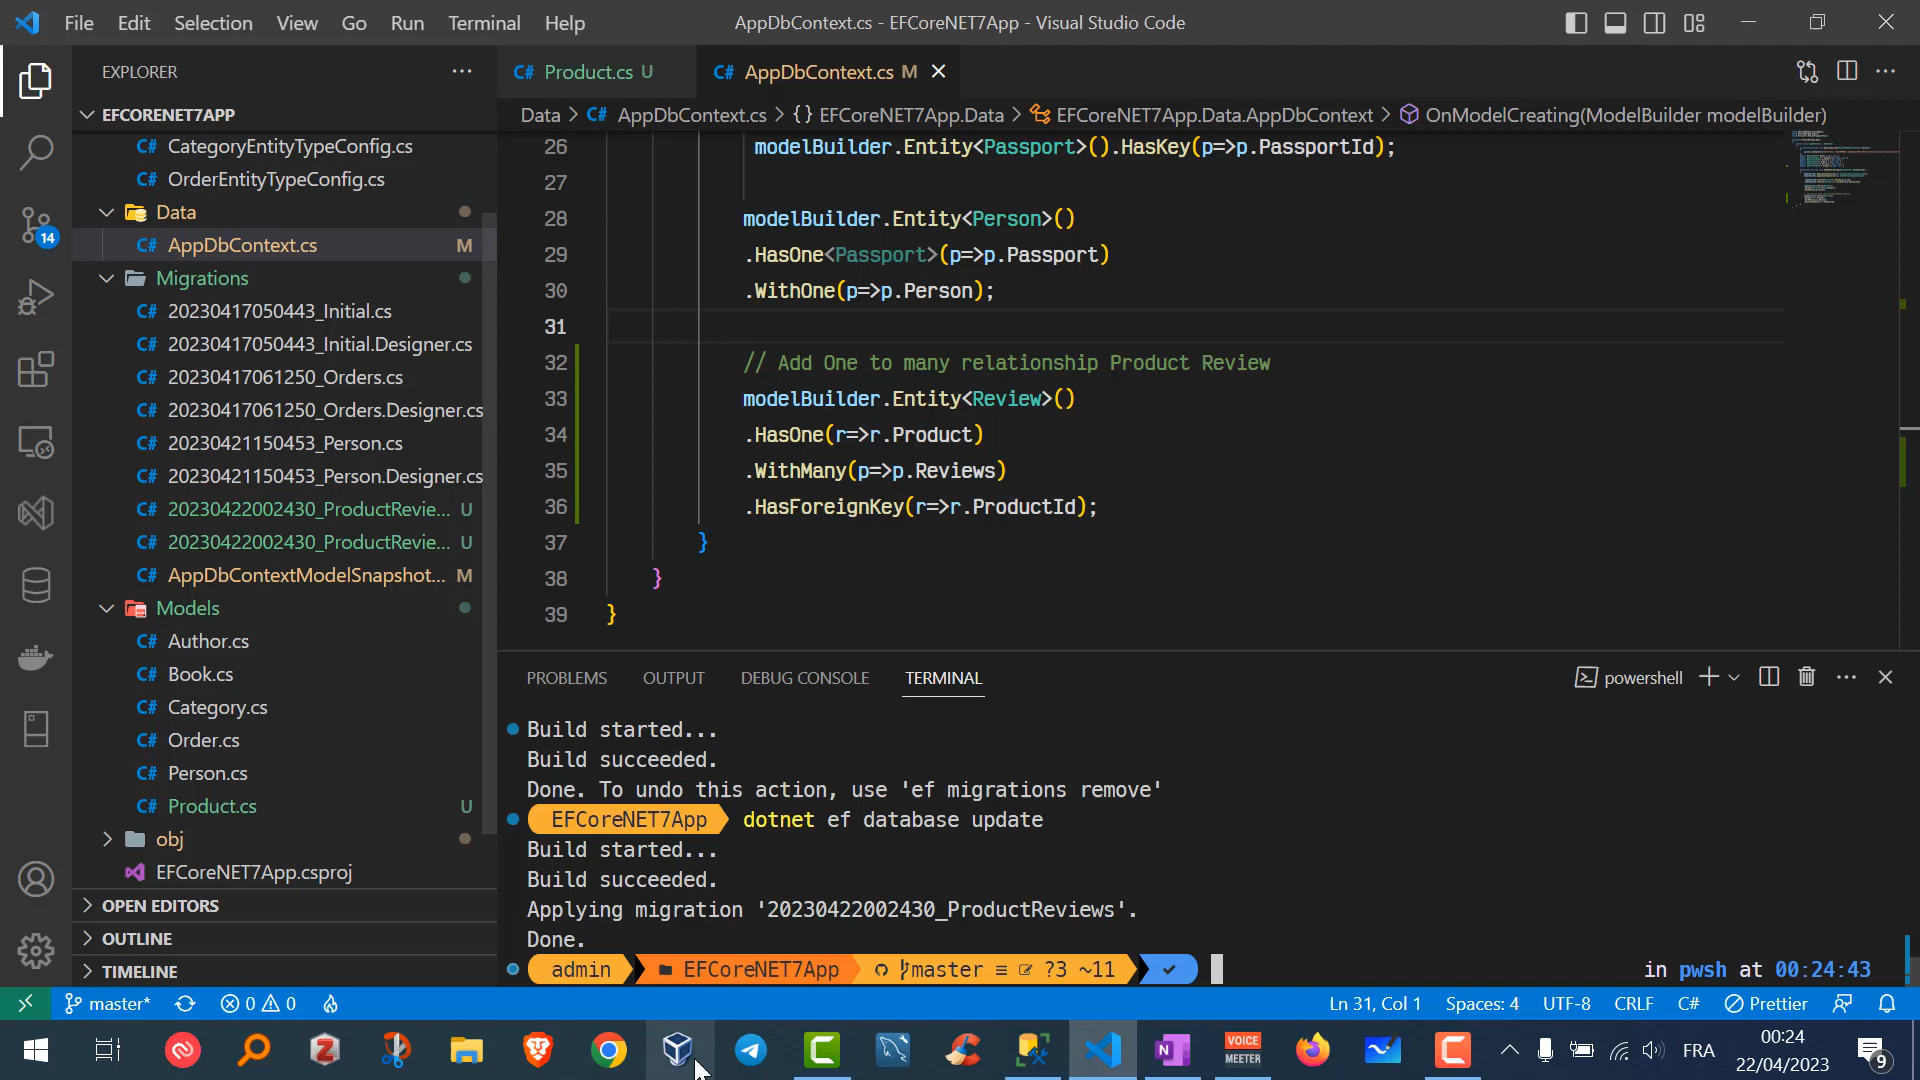 File Edit Selection View Go Run Terminal Help
AppDbContext.cs - EFCoreNET7App - Visual Studio Code
EXPLORER
EFCORENET7APP
CategoryEntityTypeConfig.cs
OrderEntityTypeConfig.cs
Data
AppDbContext.cs M
Migrations
20230417050443_Initial.cs
20230417050443_Initial.Designer.cs
20230417061250_Orders.cs
20230417061250_Orders.Designer.cs
20230421150453_Person.cs
20230421150453_Person.Designer.cs
20230422002430_ProductRevie... U
20230422002430_ProductRevie... U
AppDbContextModelSnapshot... M
Models
Author.cs
Book.cs
Category.cs
Order.cs
Person.cs
Product.cs U
obj
EFCoreNET7App.csproj
OPEN EDITORS
OUTLINE
TIMELINE
14
Product.cs U
AppDbContext.cs M
Data > AppDbContext.cs > {} EFCoreNET7App.Data > EFCoreNET7App.Data.AppDbContext > OnModelCreating(ModelBuilder modelBuilder)
26 modelBuilder.Entity<Passport>().HasKey(p=>p.PassportId);
27
28 modelBuilder.Entity<Person>()
29 .HasOne<Passport>(p=>p.Passport)
30 .WithOne(p=>p.Person);
31
32 // Add One to many relationship Product Review
33 modelBuilder.Entity<Review>()
34 .HasOne(r=>r.Product)
35 .WithMany(p=>p.Reviews)
36 .HasForeignKey(r=>r.ProductId);
37 }
38 }
39 }
PROBLEMS OUTPUT DEBUG CONSOLE TERMINAL
powershell
Build started...
Build succeeded.
Done. To undo this action, use 'ef migrations remove'
EFCoreNET7App dotnet ef database update
Build started...
Build succeeded.
Applying migration '20230422002430_ProductReviews'.
Done.
admin EFCoreNET7App master ≡ ?3 ~11
in pwsh at 00:24:43
master* 0 0
Ln 31, Col 1 Spaces: 4 UTF-8 CRLF C# Prettier
VOICE
MEETER
FRA
00:24
22/04/2023
9